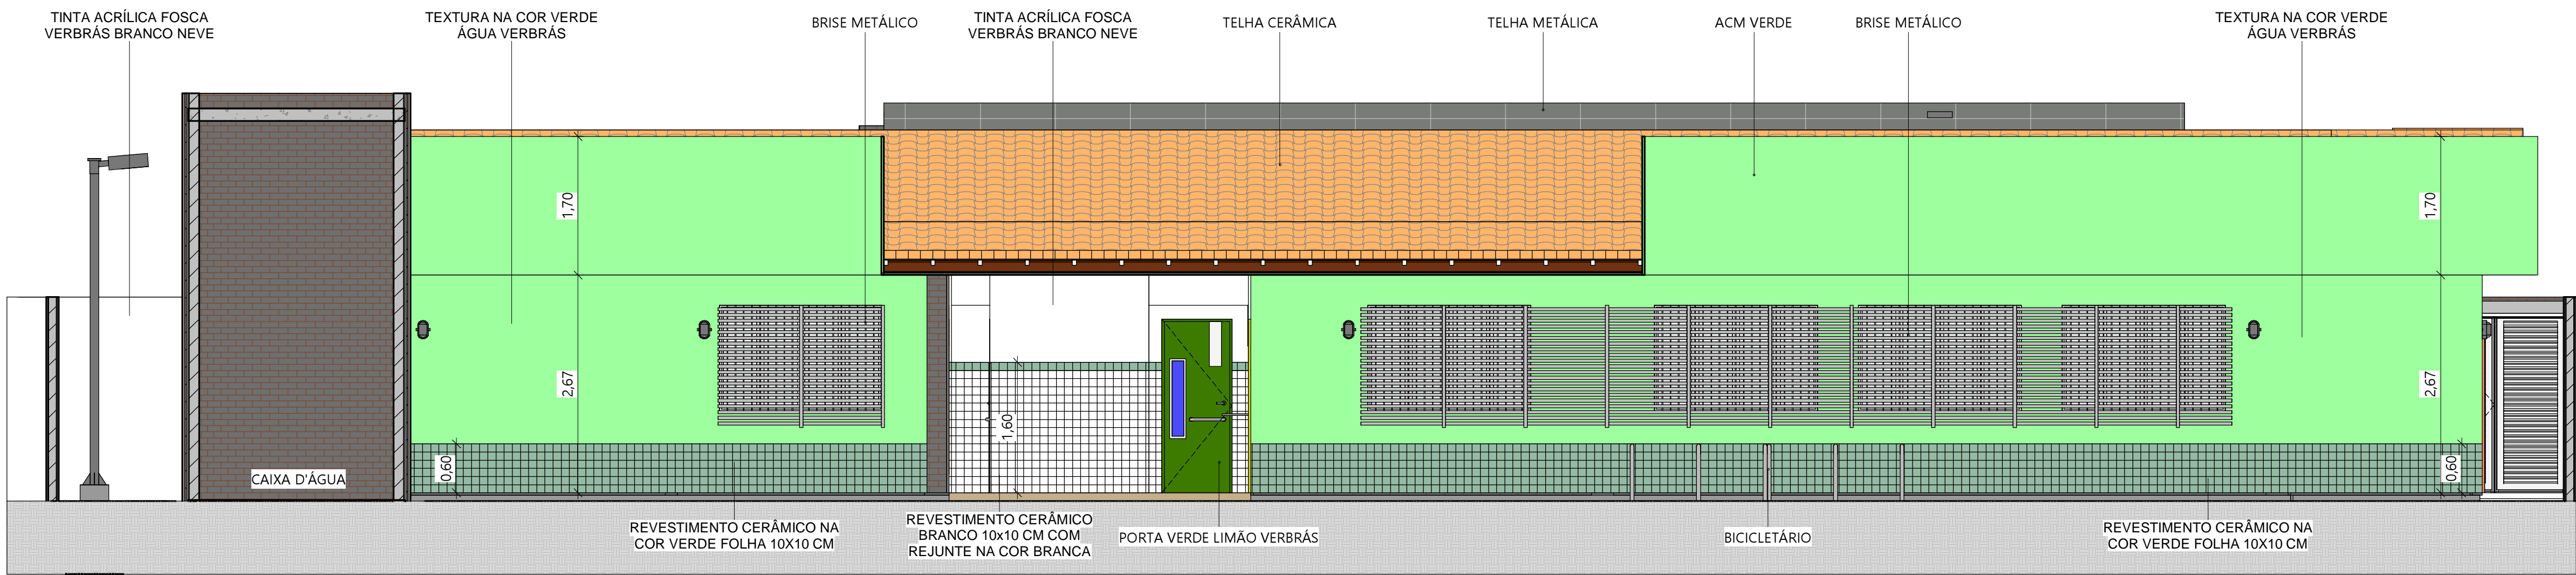 TINTA ACRÍLICA FOSCA
VERBRÁS BRANCO NEVE
TEXTURA NA COR VERDE
ÁGUA VERBRÁS
BRISE METÁLICO
TINTA ACRÍLICA FOSCA
VERBRÁS BRANCO NEVE
TELHA CERÂMICA
TELHA METÁLICA
ACM VERDE
BRISE METÁLICO
TEXTURA NA COR VERDE
ÁGUA VERBRÁS
1,70
1,70
2,67
2,67
1,60
0,60
0,60
CAIXA D'ÁGUA
REVESTIMENTO CERÂMICO NA
COR VERDE FOLHA 10X10 CM
REVESTIMENTO CERÂMICO
BRANCO 10x10 CM COM
REJUNTE NA COR BRANCA
PORTA VERDE LIMÃO VERBRÁS
BICICLETÁRIO
REVESTIMENTO CERÂMICO NA
COR VERDE FOLHA 10X10 CM